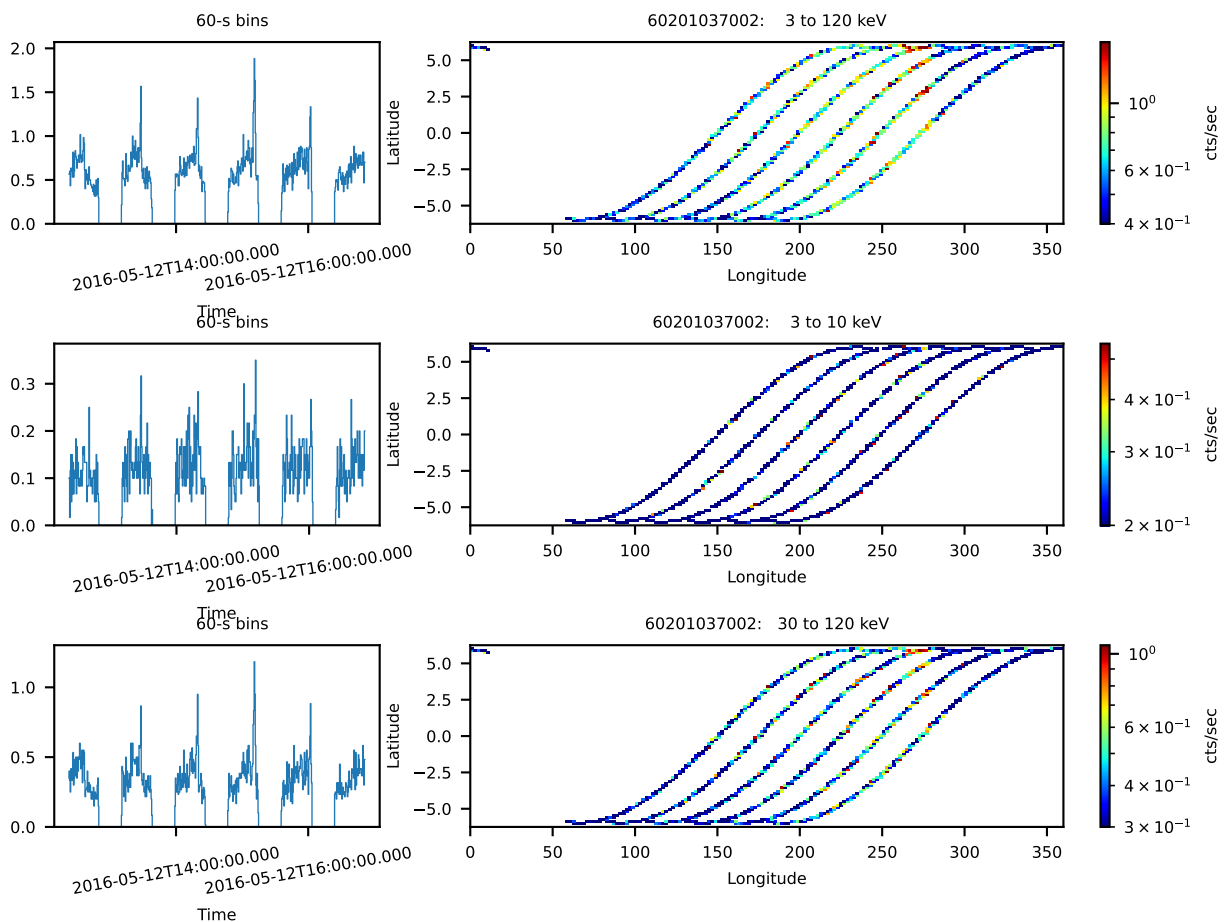 60-s bins
60201037002:    3 to 120 keV
2.0
1.5
1.0
0.5
0.0
2016-05-12T14:00:00.000
2016-05-12T16:00:00.000
Time
Latitude
5.0
2.5
0.0
−2.5
−5.0
0 50 100 150 200 250 300 350
Longitude
10⁰
6 × 10⁻¹
4 × 10⁻¹
cts/sec
60-s bins
60201037002:    3 to 10 keV
0.3
0.2
0.1
0.0
2016-05-12T14:00:00.000
2016-05-12T16:00:00.000
Time
Latitude
5.0
2.5
0.0
−2.5
−5.0
0 50 100 150 200 250 300 350
Longitude
4 × 10⁻¹
3 × 10⁻¹
2 × 10⁻¹
cts/sec
60-s bins
60201037002:   30 to 120 keV
1.0
0.5
0.0
2016-05-12T14:00:00.000
2016-05-12T16:00:00.000
Time
Latitude
5.0
2.5
0.0
−2.5
−5.0
0 50 100 150 200 250 300 350
Longitude
10⁰
6 × 10⁻¹
4 × 10⁻¹
3 × 10⁻¹
cts/sec